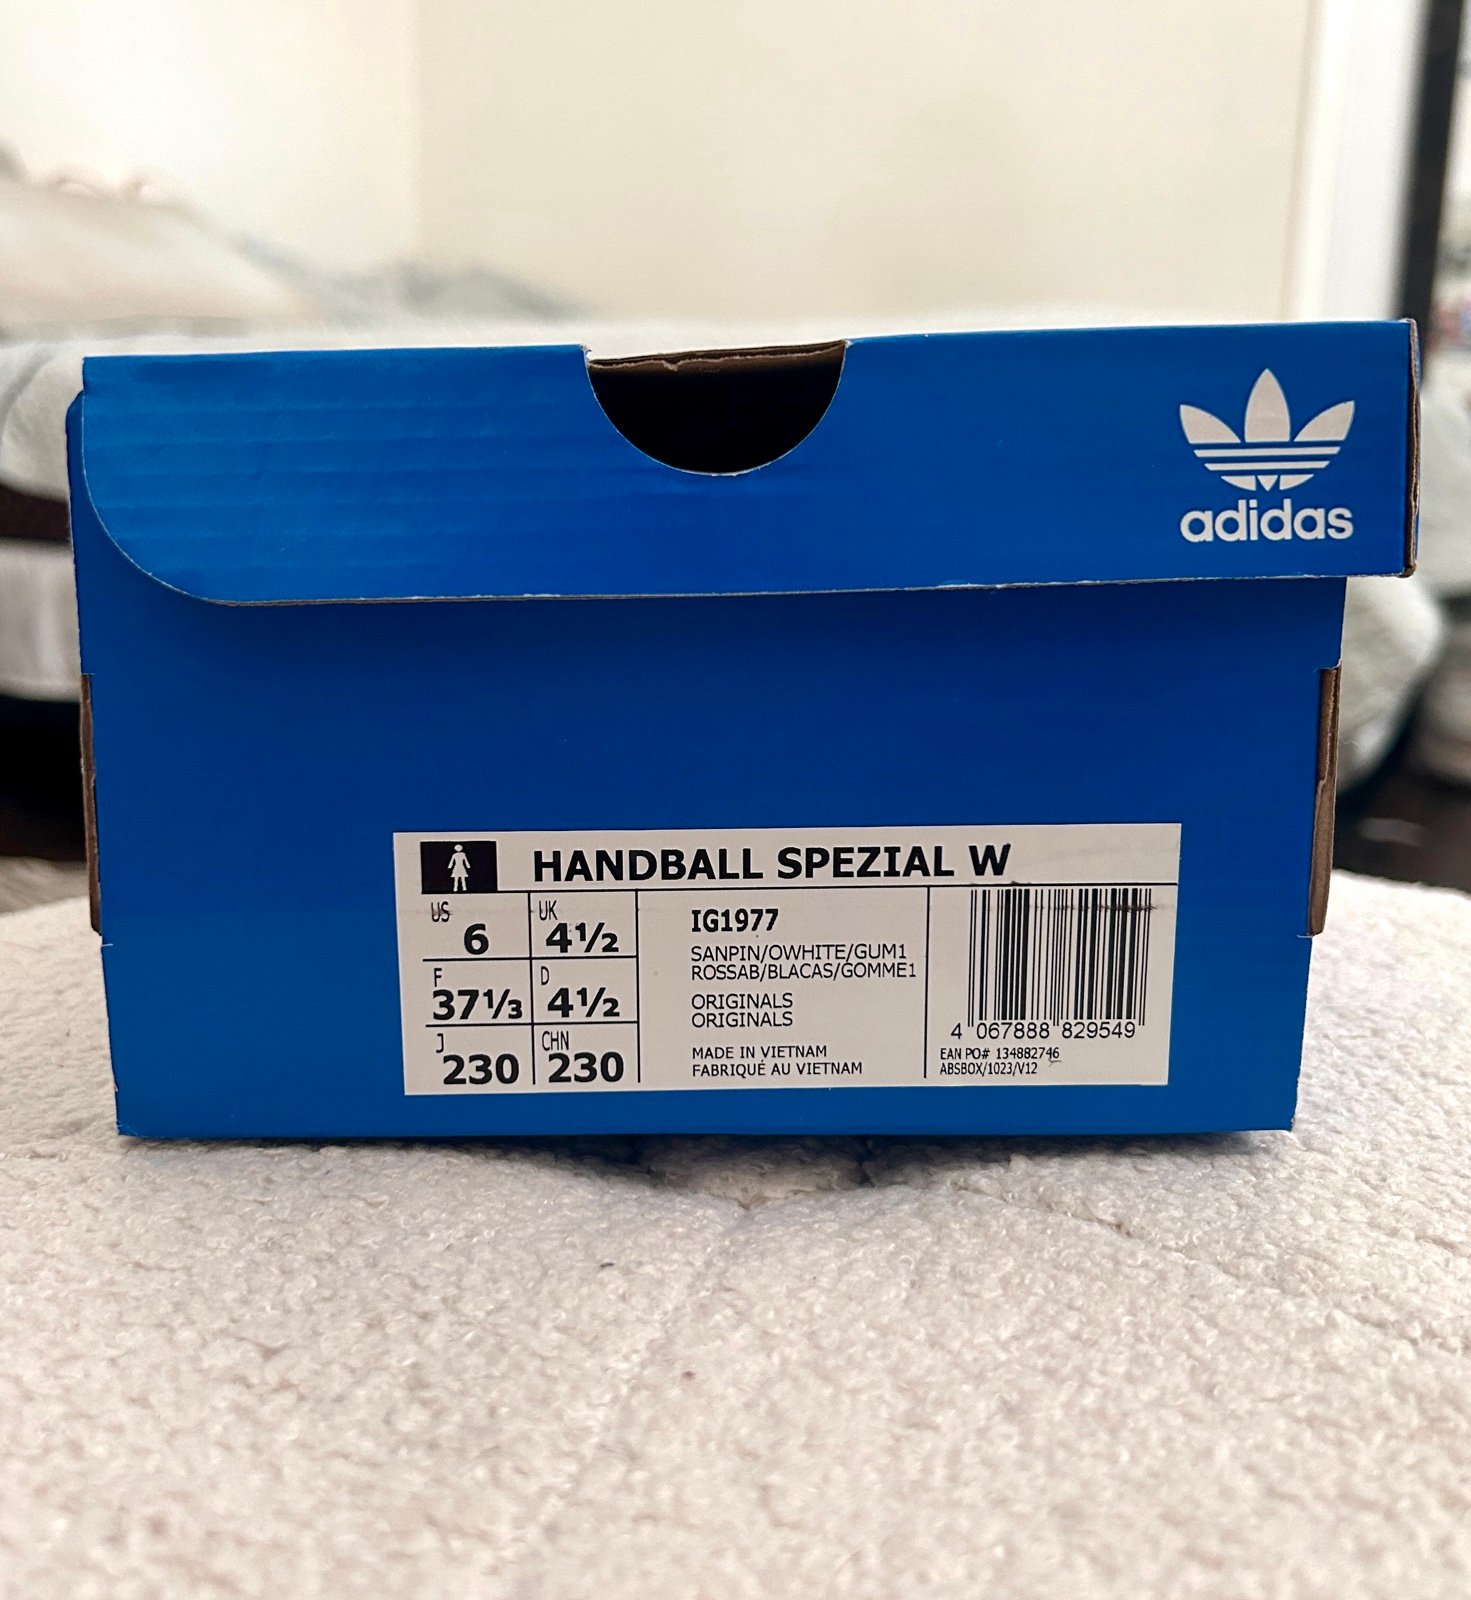 adidas
HANDBALL SPEZIAL W
US 6 UK 4½
F 37⅓ D 4½
J 230 CHN 230
IG1977
SANPIN/OWHITE/GUM1
ROSSAB/BLACAS/GOMME1
ORIGINALS
ORIGINALS
MADE IN VIETNAM
FABRIQUÉ AU VIETNAM
4 067888 829549
EAN PO# 134882746
ABSBOX/1023/V12